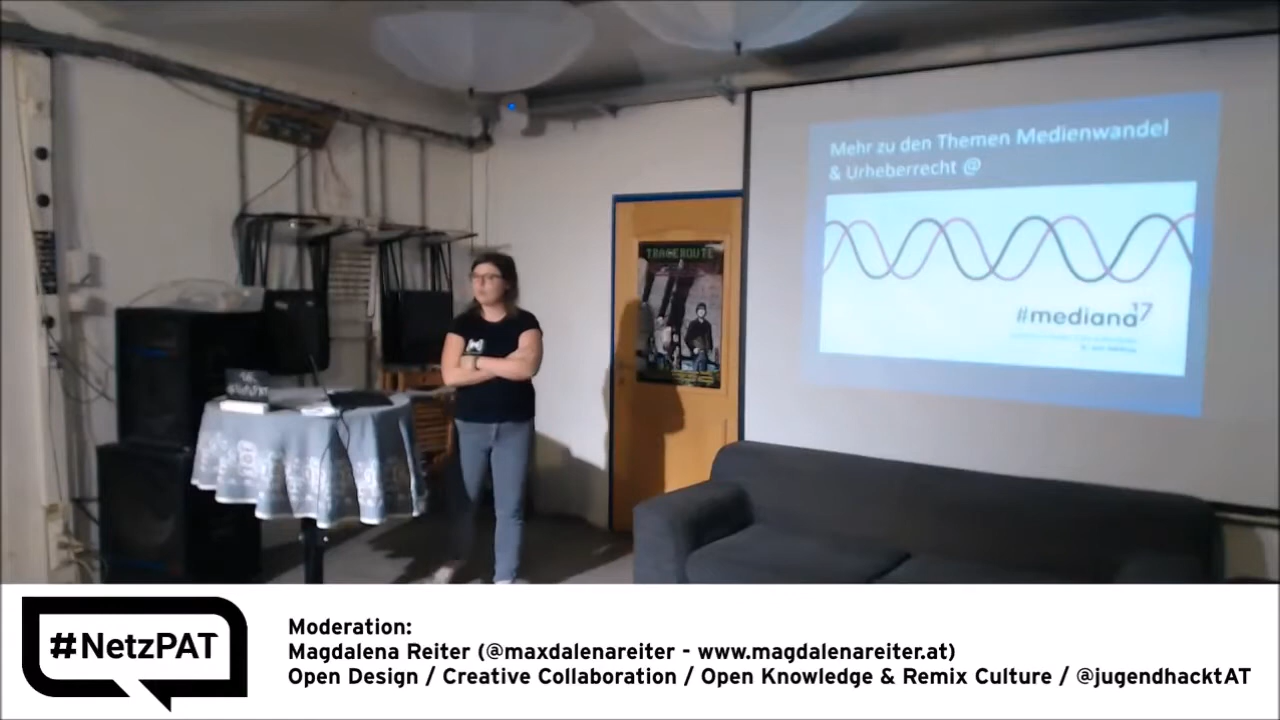 Mehr zu den Themen Medienwandel
& Urheberrecht @
TRACEROUTE
#mediana17
#NetzPAT
Moderation:
Magdalena Reiter (@maxdalenareiter - www.magdalenareiter.at)
Open Design / Creative Collaboration / Open Knowledge & Remix Culture / @jugendhacktAT